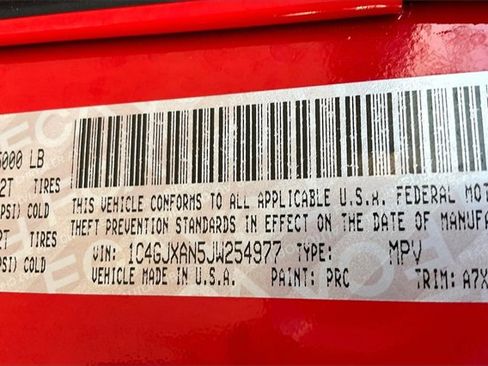 5000 LB
2T TIRES
PSI) COLD
THIS VEHICLE CONFORMS TO ALL APPLICABLE U.S.A. FEDERAL MOT
2T TIRES
THEFT PREVENTION STANDARDS IN EFFECT ON THE DATE OF MANUFA
PSI) COLD
VIN: 1C4GJXAN5JW254977 TYPE: MPV
VEHICLE MADE IN U.S.A. PAINT: PRC TRIM: A7X